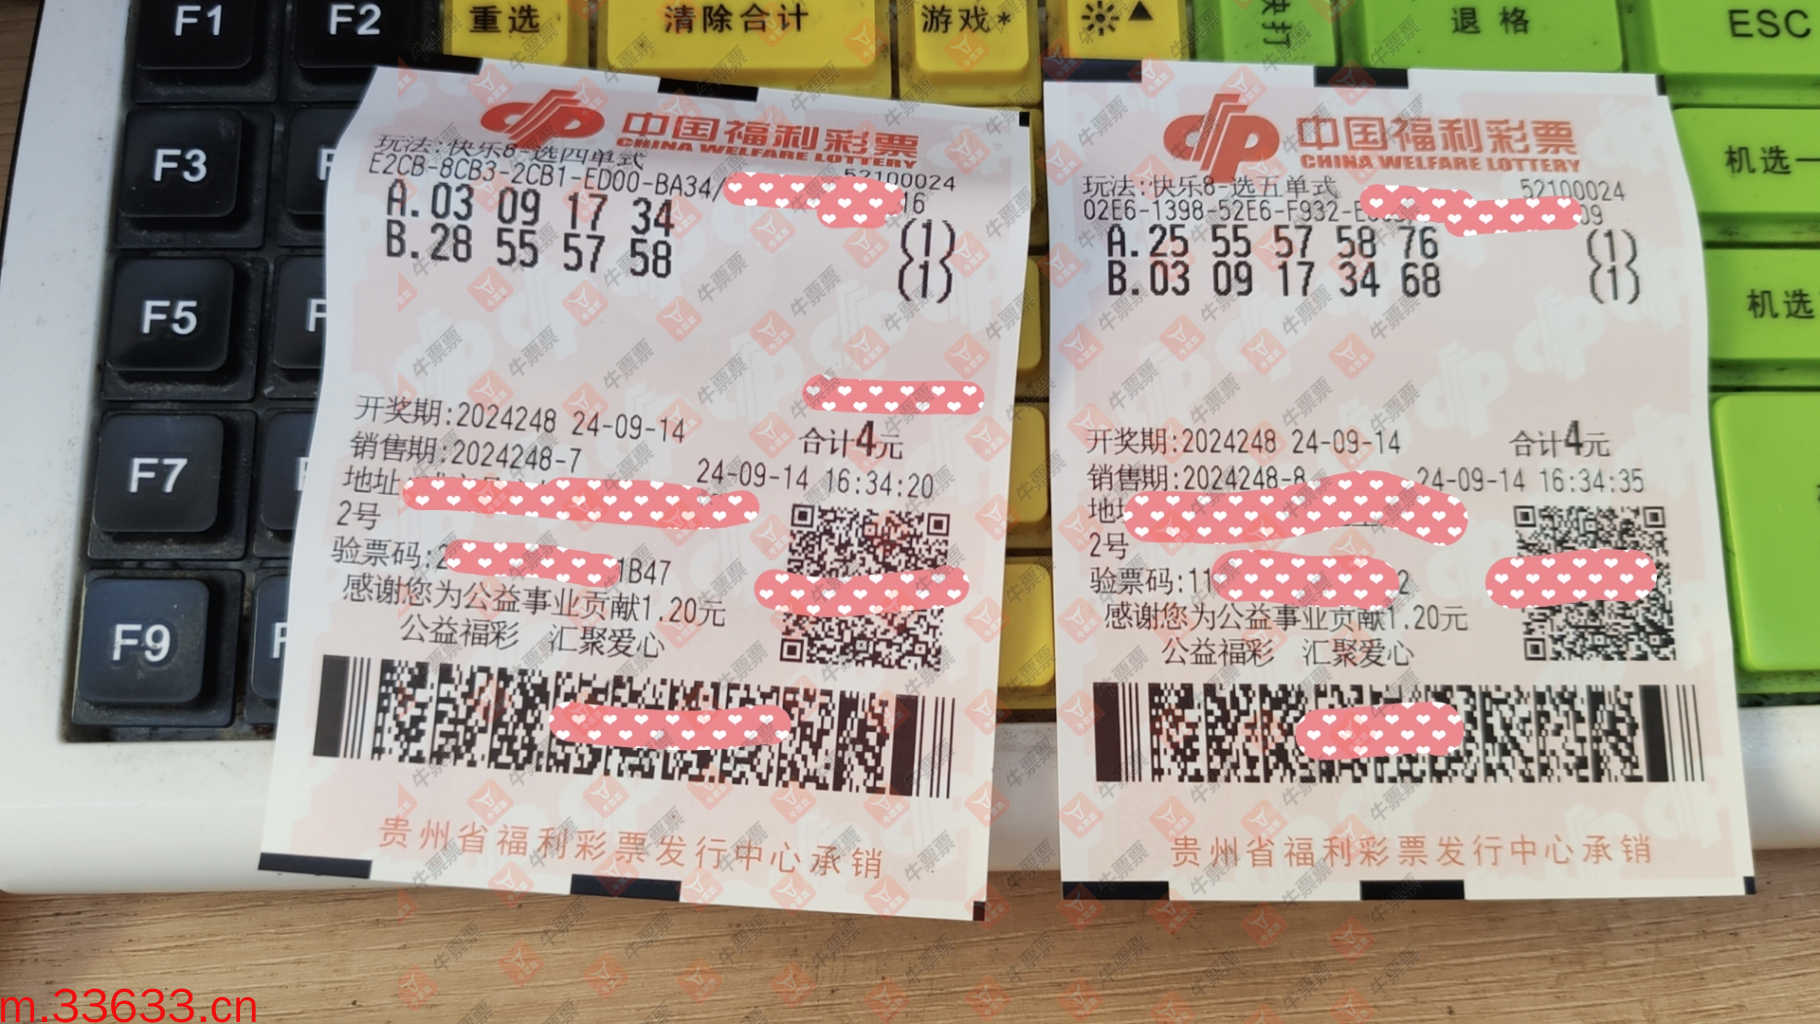 F1
F2
重选
清除合计
游戏*
快打
退格
ESC
F3
机选一
F5
机选
F7
F9
中国福利彩票
CHINA WELFARE LOTTERY
玩法:快乐8-选四单式
52100024
E2CB-8CB3-2CB1-ED00-BA34/
16
A.03 09 17 34 (1)
B.28 55 57 58 (1)
开奖期:2024248 24-09-14
合计4元
销售期:2024248-7
24-09-14 16:34:20
地址
2号
验票码:2
1B47
感谢您为公益事业贡献1.20元
公益福彩 汇聚爱心
贵州省福利彩票发行中心承销
中国福利彩票
CHINA WELFARE LOTTERY
玩法:快乐8-选五单式
52100024
02E6-1398-52E6-F932-
09
A.25 55 57 58 76 (1)
B.03 09 17 34 68 (1)
开奖期:2024248 24-09-14
合计4元
销售期:2024248-8
24-09-14 16:34:35
2号
验票码:11
2
感谢您为公益事业贡献1.20元
公益福彩 汇聚爱心
贵州省福利彩票发行中心承销
牛票票
m.33633.cn